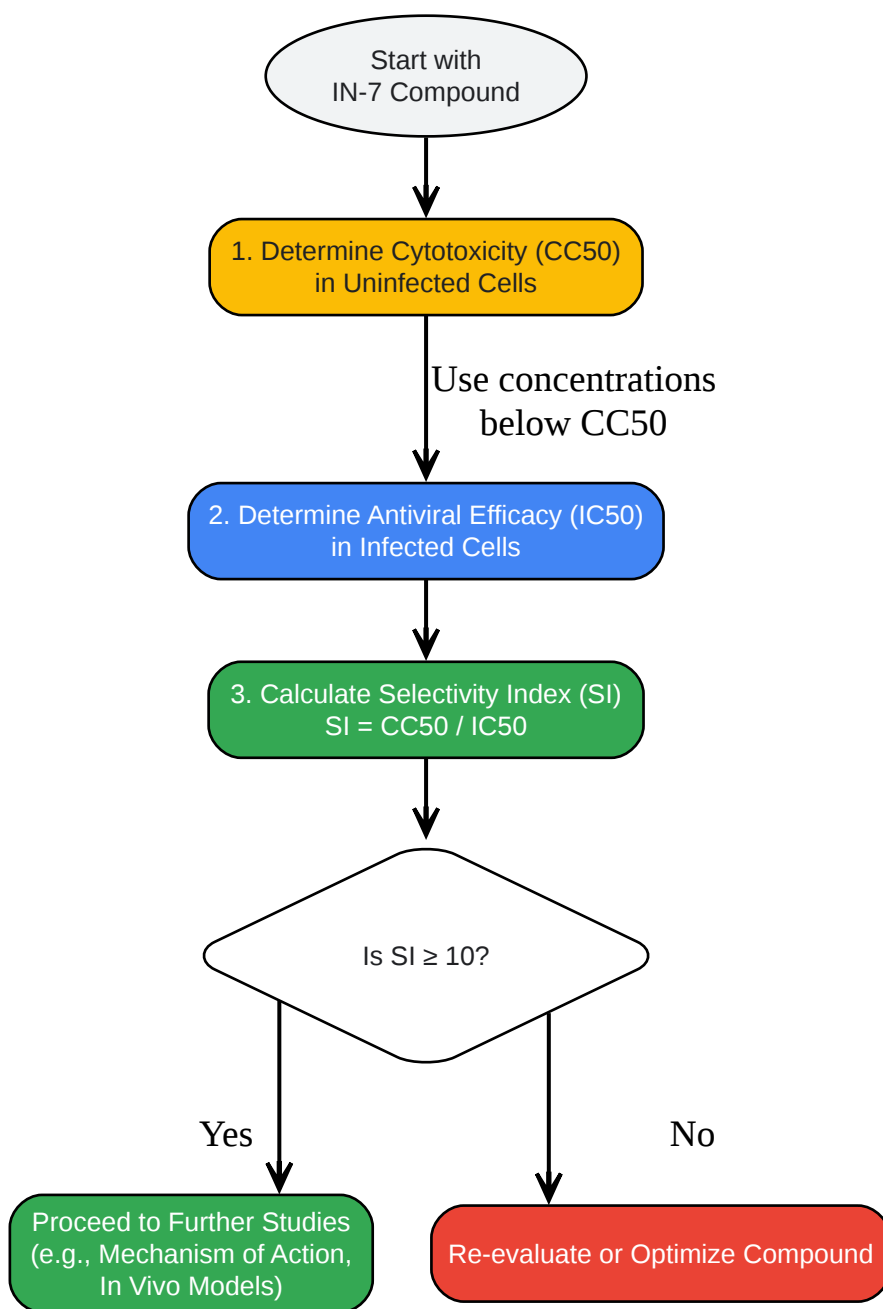 Start with
IN-7 Compound
1. Determine Cytotoxicity (CC50)
in Uninfected Cells
Use concentrations
below CC50
2. Determine Antiviral Efficacy (IC50)
in Infected Cells
3. Calculate Selectivity Index (SI)
SI = CC50 / IC50
Is SI ≥ 10?
Yes
No
Proceed to Further Studies
(e.g., Mechanism of Action,
In Vivo Models)
Re-evaluate or Optimize Compound